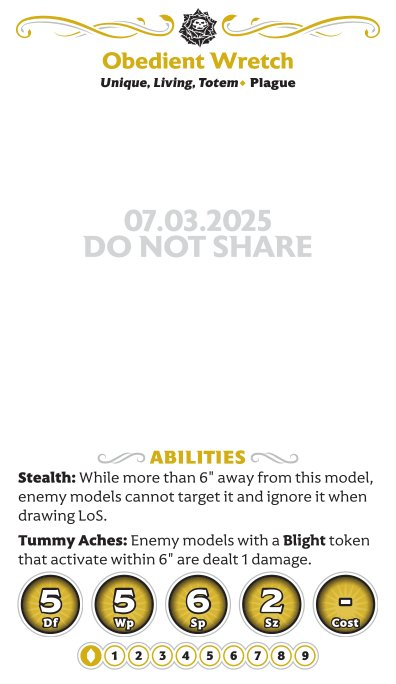 Obedient Wretch
Unique, Living, Totem • Plague
07.03.2025
DO NOT SHARE
ABILITIES
Stealth: While more than 6" away from this model,
enemy models cannot target it and ignore it when
drawing LoS.
Tummy Aches: Enemy models with a Blight token
that activate within 6" are dealt 1 damage.
5 5 6 2 -
Df Wp Sp Sz Cost
1 2 3 4 5 6 7 8 9